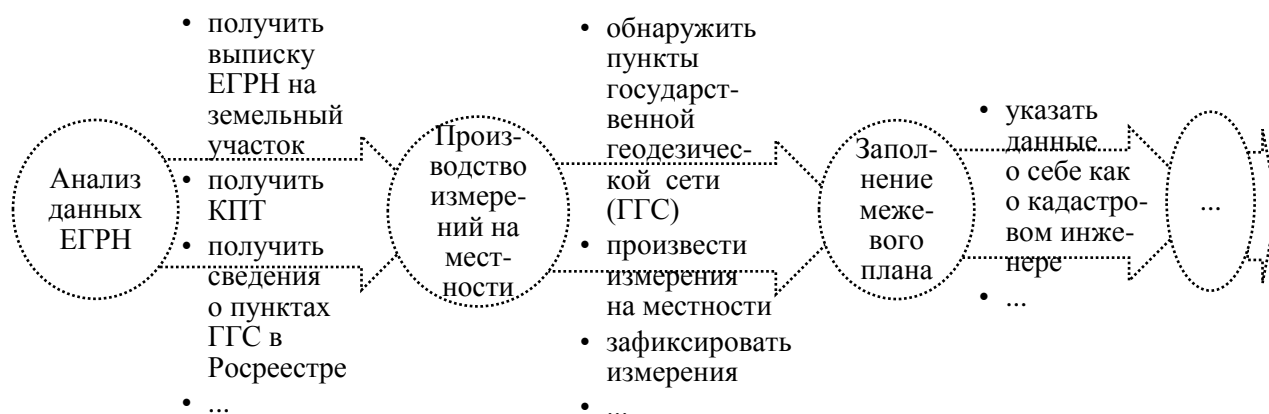 Анализ
данных
ЕГРН
• получить
выписку
ЕГРН на
земельный
участок
• получить
КПТ
• получить
сведения
о пунктах
ГГС в
Росреестре
• ...
Произ-
водство
измере-
ний на
мест-
ности
• обнаружить
пункты
государст-
венной
геодезичес-
кой сети
(ГГС)
• произвести
измерения
на местности
• зафиксировать
измерения
• ...
Запол-
нение
меже-
вого
плана
• указать
данные
о себе как
о кадастро-
вом инже-
нере
• ...
...